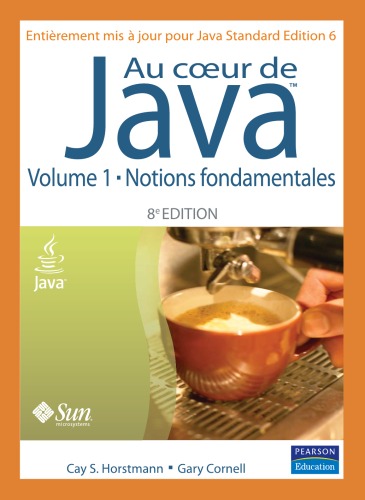 Entièrement mis à jour pour Java Standard Edition 6
Au cœur de
Java™
Volume 1 · Notions fondamentales
8e EDITION
Java™
Sun
microsystems
PEARSON
Education
Cay S. Horstmann • Gary Cornell